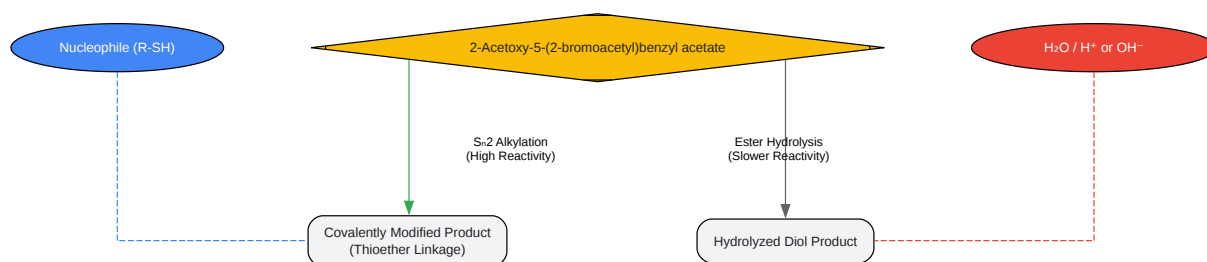 Nucleophile (R-SH)
2-Acetoxy-5-(2-bromoacetyl)benzyl acetate
H₂O / H⁺ or OH⁻
Sₙ2 Alkylation
(High Reactivity)
Ester Hydrolysis
(Slower Reactivity)
Covalently Modified Product
(Thioether Linkage)
Hydrolyzed Diol Product